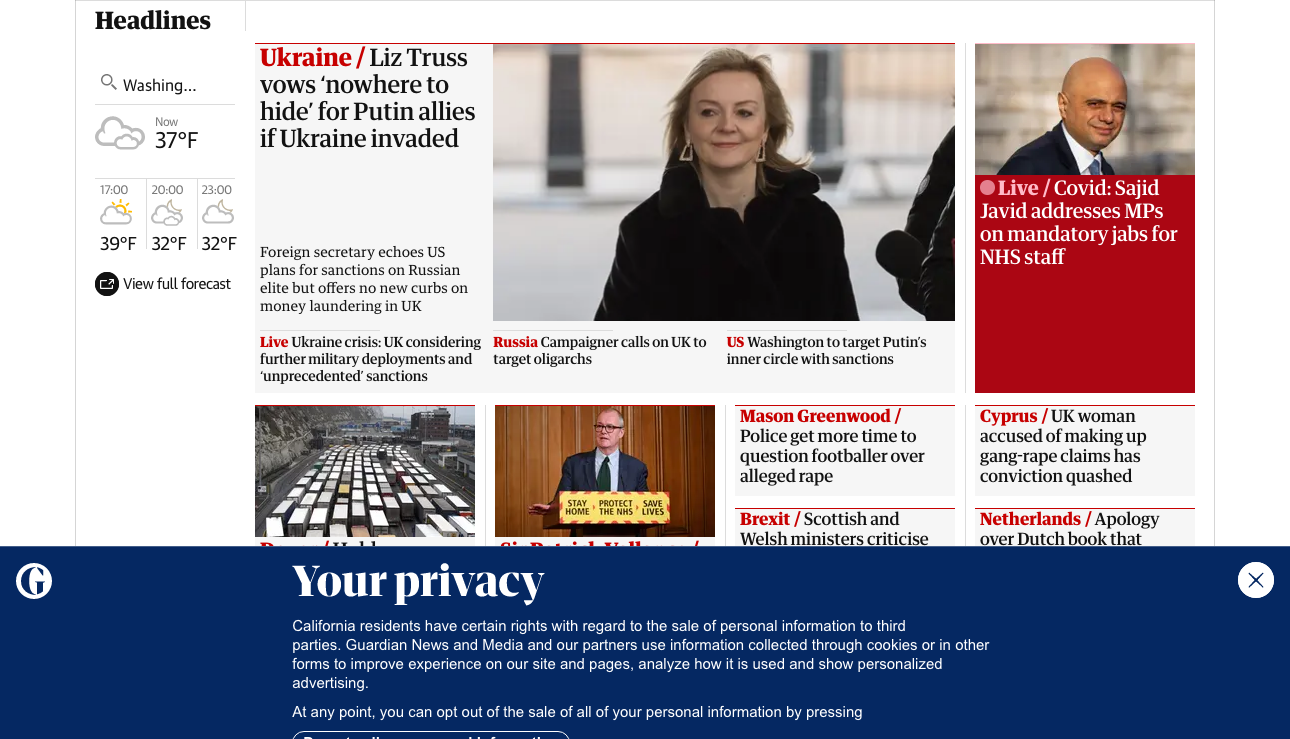 Headlines
Washing...
Now
37°F
17:00
20:00
23:00
39°F
32°F
32°F
View full forecast
Ukraine / Liz Truss
vows ‘nowhere to
hide’ for Putin allies
if Ukraine invaded
Foreign secretary echoes US
plans for sanctions on Russian
elite but offers no new curbs on
money laundering in UK
Live Ukraine crisis: UK considering
further military deployments and
‘unprecedented’ sanctions
Russia Campaigner calls on UK to
target oligarchs
US Washington to target Putin’s
inner circle with sanctions
Live / Covid: Sajid
Javid addresses MPs
on mandatory jabs for
NHS staff
STAY
HOME
PROTECT
THE NHS
SAVE
LIVES
Mason Greenwood /
Police get more time to
question footballer over
alleged rape
Brexit / Scottish and
Welsh ministers criticise
Cyprus / UK woman
accused of making up
gang-rape claims has
conviction quashed
Netherlands / Apology
over Dutch book that
Your privacy
California residents have certain rights with regard to the sale of personal information to third
parties. Guardian News and Media and our partners use information collected through cookies or in other
forms to improve experience on our site and pages, analyze how it is used and show personalized
advertising.
At any point, you can opt out of the sale of all of your personal information by pressing